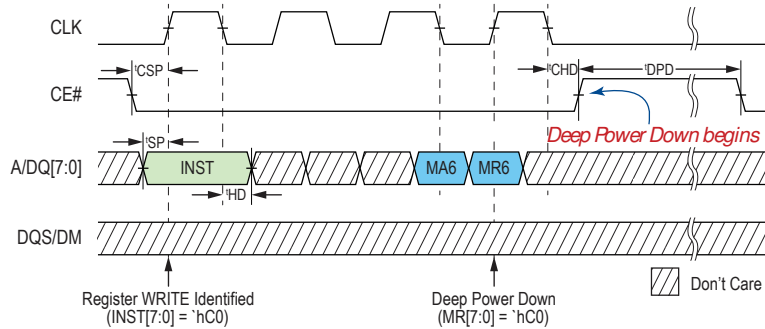 CLK
tCSP
tCHD
tDPD
CE#
Deep Power Down begins
tSP
A/DQ[7:0]
INST
MA6
MR6
tHD
DQS/DM
Register WRITE Identified
(INST[7:0] = `hC0)
Deep Power Down
(MR[7:0] = `hC0)
Don't Care